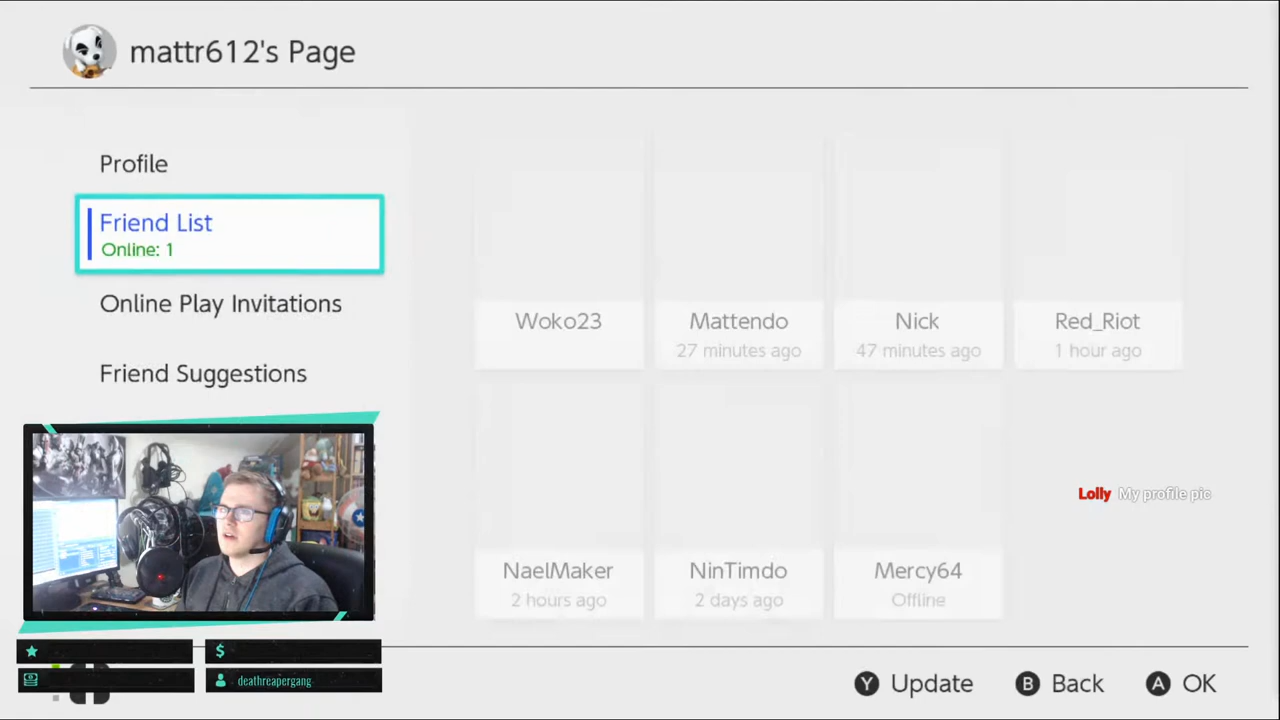 mattr612's Page
Profile
Friend List
Online: 1
Online Play Invitations
Friend Suggestions
Woko23
Mattendo
27 minutes ago
Nick
47 minutes ago
Red_Riot
1 hour ago
NaelMaker
2 hours ago
NinTimdo
2 days ago
Mercy64
Offline
Lolly My profile pic
$
deathreapergang
Y Update
B Back
A OK